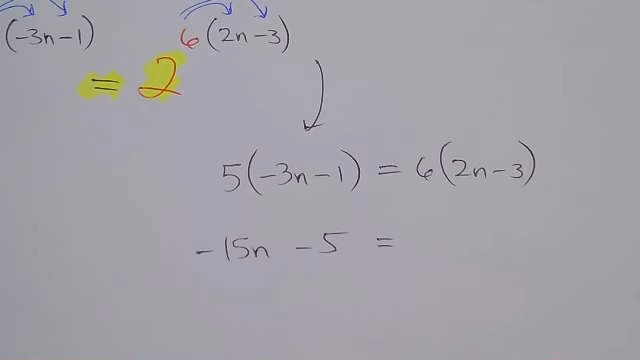 (-3n-1) 6(2n-3)
= 2
5(-3n-1) = 6(2n-3)
-15n -5 =